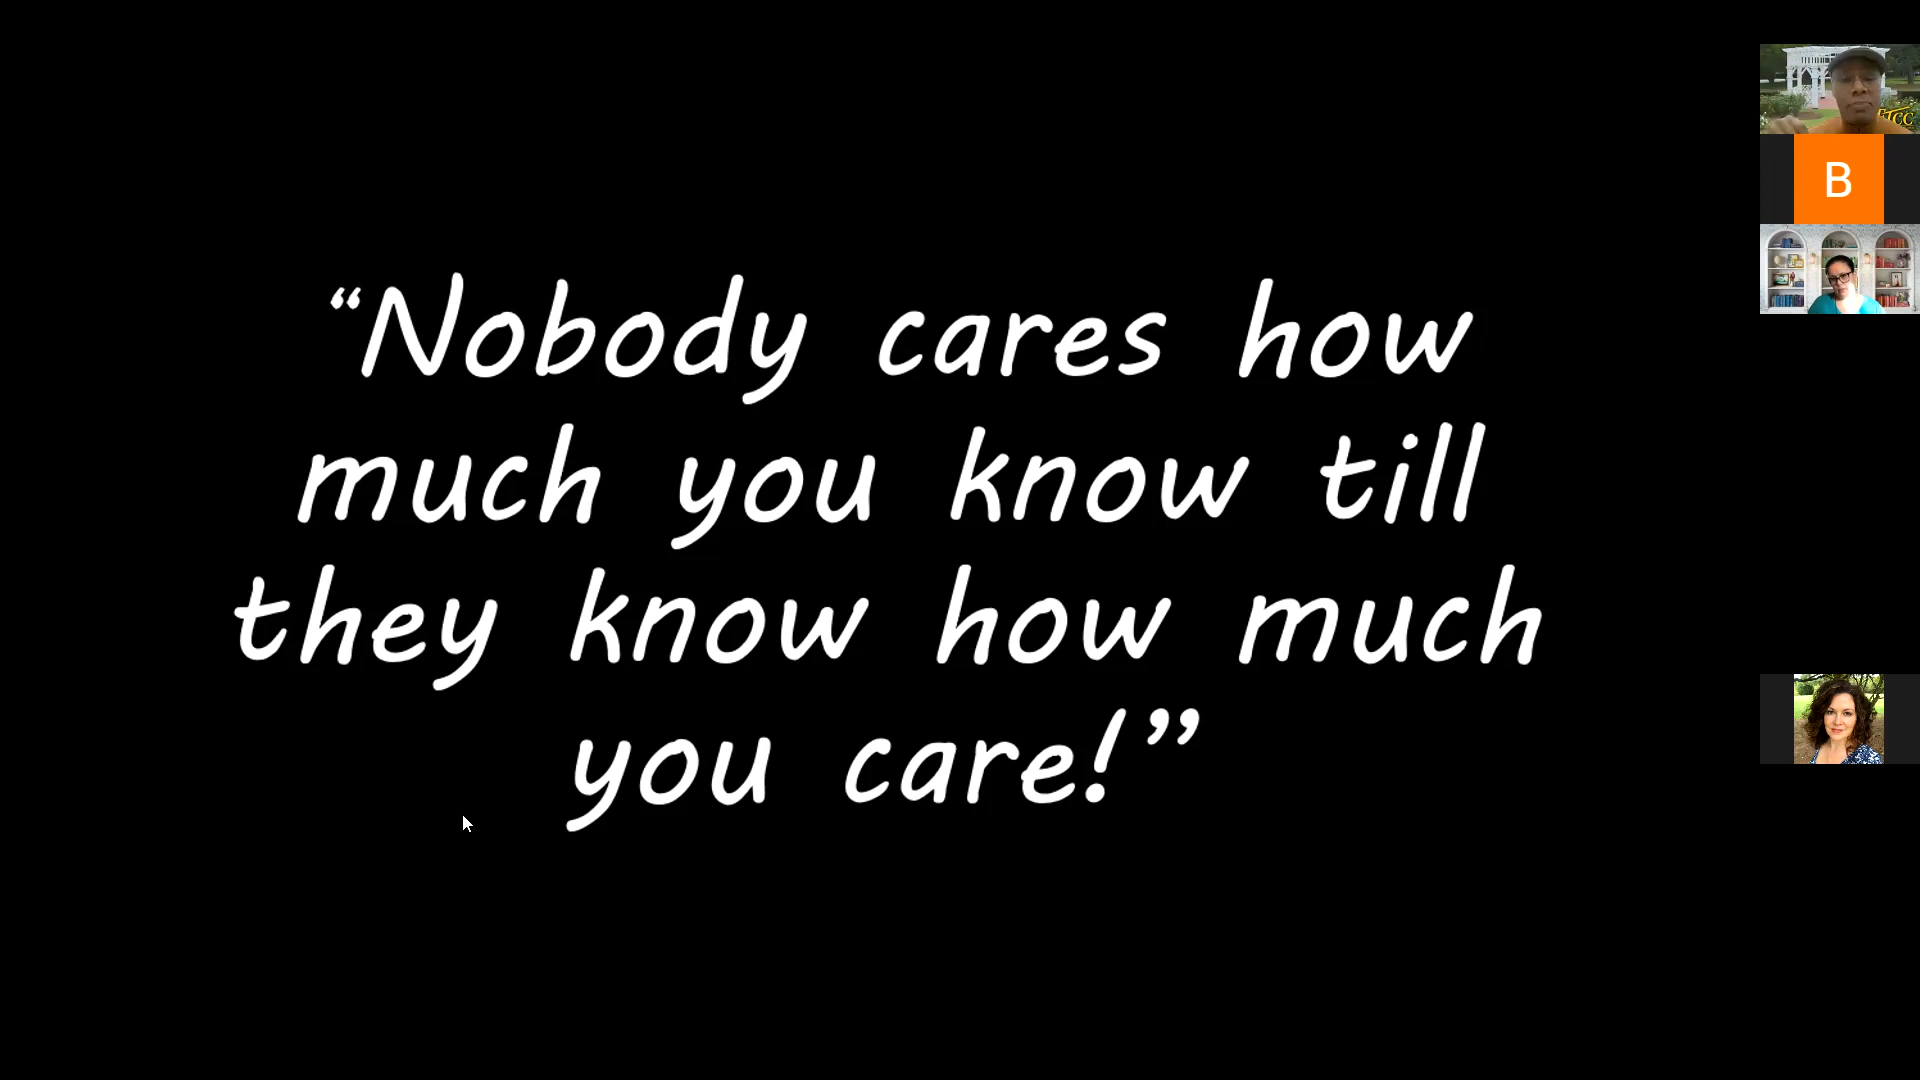 “Nobody cares how
much you know till
they know how much
you care!”
B